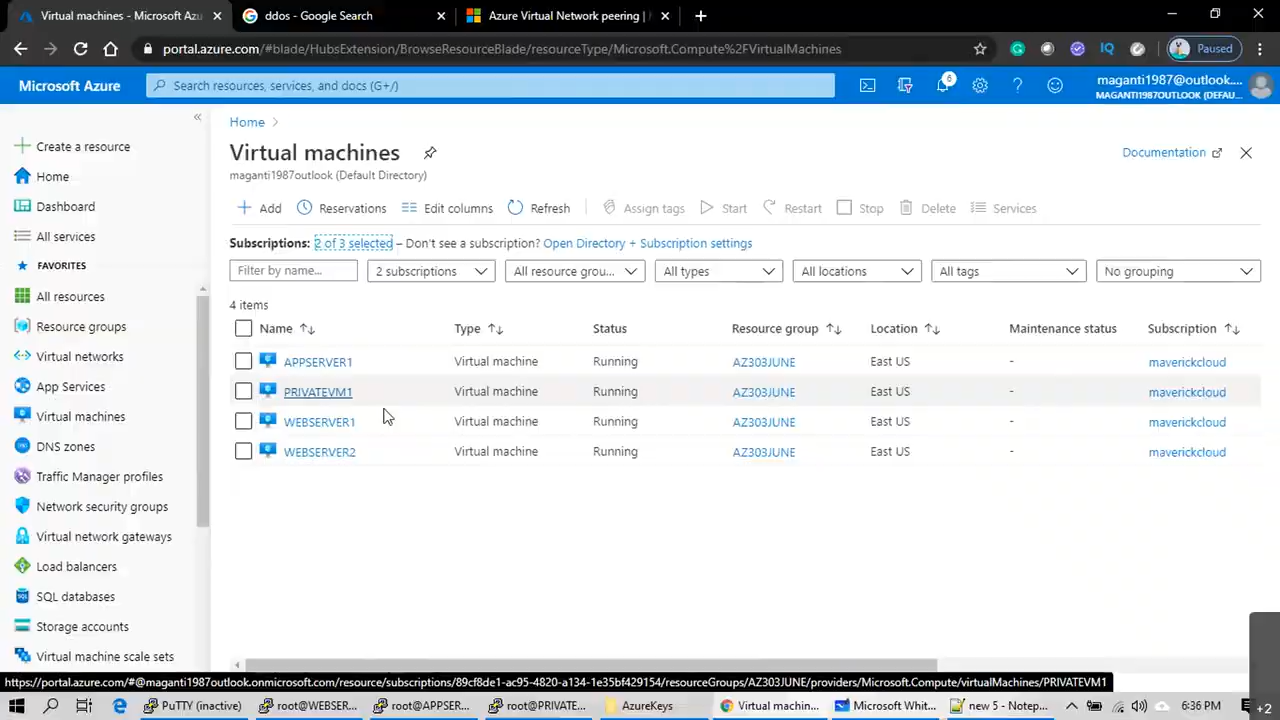 Virtual machines - Microsoft Azu
ddos - Google Search
Azure Virtual Network peering |
portal.azure.com/#blade/HubsExtension/BrowseResourceBlade/resourceType/Microsoft.Compute%2FVirtualMachines
Paused
Microsoft Azure
Search resources, services, and docs (G+/)
6
maganti1987@outlook....
MAGANTI1987OUTLOOK (DEFAU...
Create a resource
Home
Dashboard
All services
FAVORITES
All resources
Resource groups
Virtual networks
App Services
Virtual machines
DNS zones
Traffic Manager profiles
Network security groups
Virtual network gateways
Load balancers
SQL databases
Storage accounts
Virtual machine scale sets
Home
Virtual machines
maganti1987outlook (Default Directory)
Documentation
Add Reservations Edit columns Refresh Assign tags Start Restart Stop Delete Services
Subscriptions: 2 of 3 selected – Don't see a subscription? Open Directory + Subscription settings
Filter by name... 2 subscriptions All resource grou... All types All locations All tags No grouping
4 items
Name Type Status Resource group Location Maintenance status Subscription
APPSERVER1 Virtual machine Running AZ303JUNE East US - maverickcloud
PRIVATEVM1 Virtual machine Running AZ303JUNE East US - maverickcloud
WEBSERVER1 Virtual machine Running AZ303JUNE East US - maverickcloud
WEBSERVER2 Virtual machine Running AZ303JUNE East US - maverickcloud
https://portal.azure.com/#@maganti1987outlook.onmicrosoft.com/resource/subscriptions/89cf8de1-ac95-4820-a134-1e35bf429154/resourceGroups/AZ303JUNE/providers/Microsoft.Compute/virtualMachines/PRIVATEVM1
PuTTY (inactive) root@WEBSER... root@APPSER... root@PRIVATE... AzureKeys Virtual machin... Microsoft Whit... new 5 - Notep... 6:36 PM +2